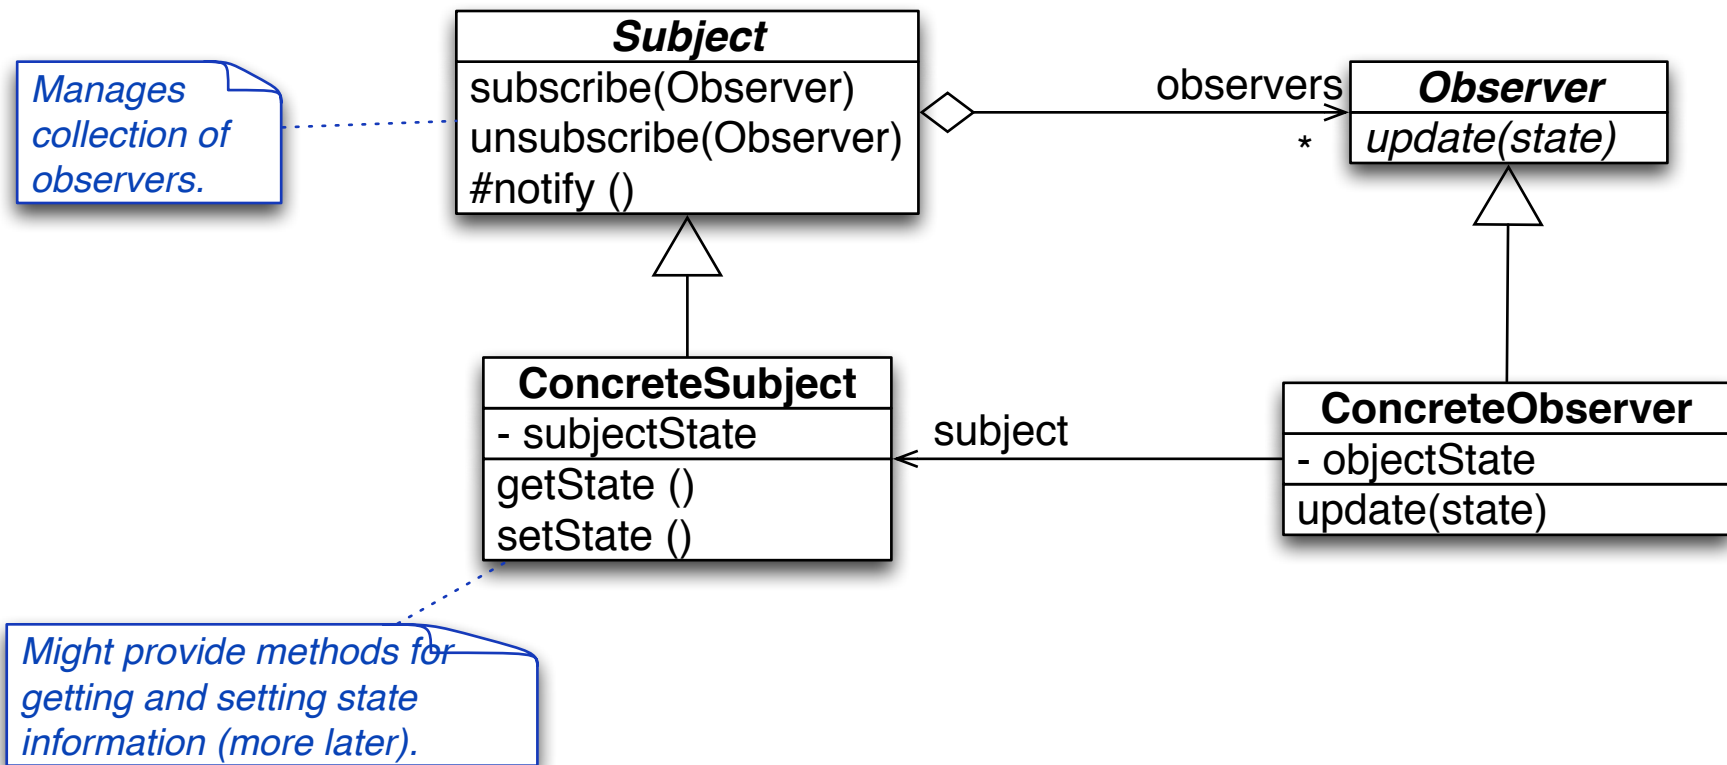 Manages
collection of
observers.
Subject
subscribe(Observer)
unsubscribe(Observer)
#notify ()
observers
*
Observer
update(state)
ConcreteSubject
- subjectState
getState ()
setState ()
subject
ConcreteObserver
- objectState
update(state)
Might provide methods for
getting and setting state
information (more later).